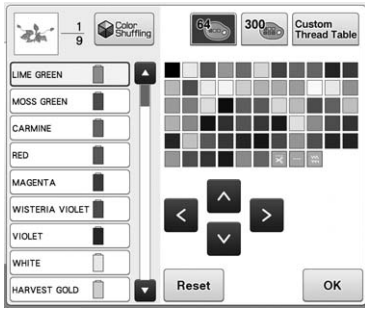 1
9
Color
Shuffling
64
300
Custom
Thread Table
LIME GREEN
MOSS GREEN
CARMINE
RED
MAGENTA
WISTERIA VIOLET
VIOLET
WHITE
HARVEST GOLD
Reset
OK